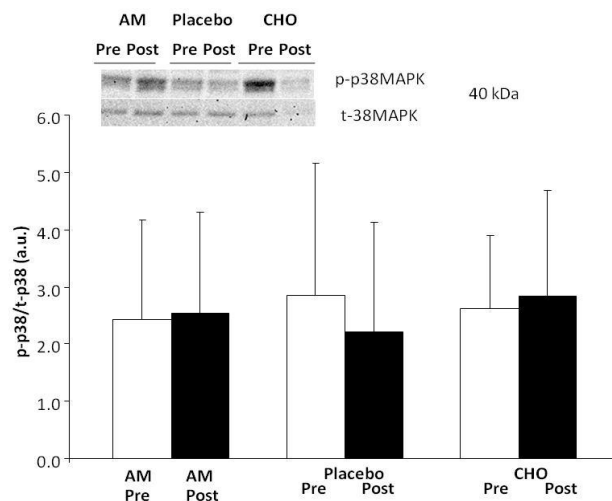 AM Placebo CHO
Pre Post Pre Post Pre Post
p-p38MAPK
40 kDa
t-38MAPK
6.0
5.0
4.0
3.0
2.0
1.0
0.0
p-p38/t-p38 (a.u.)
AM Pre
AM Post
Placebo
Pre Post
CHO
Pre Post